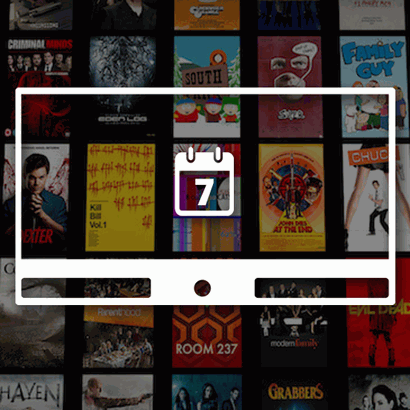 CRIMINAL MINDS
EDEN LOG
SOUTH
FAMILY
GUY
7
DEXTER
Kill
Bill
Vol.1
JOHN DIES
AT THE END
CHUCK
Parenthood
ROOM 237
modern family
EVIL DEAD
HAVEN
GRABBERS